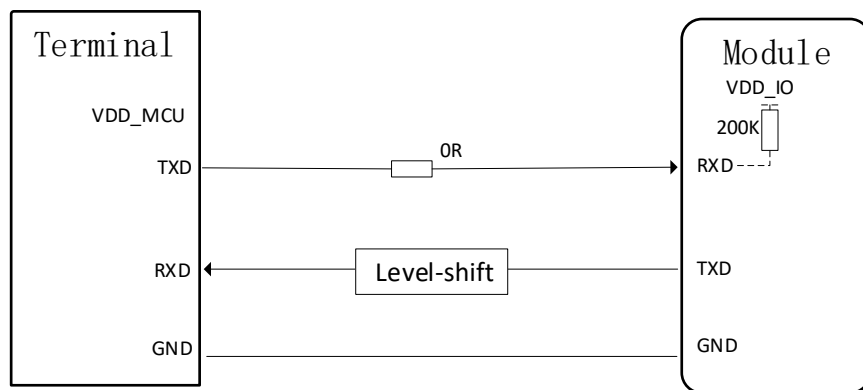 Terminal
Module
VDD_IO
VDD_MCU
200K
0R
TXD
RXD
RXD
Level-shift
TXD
GND
GND